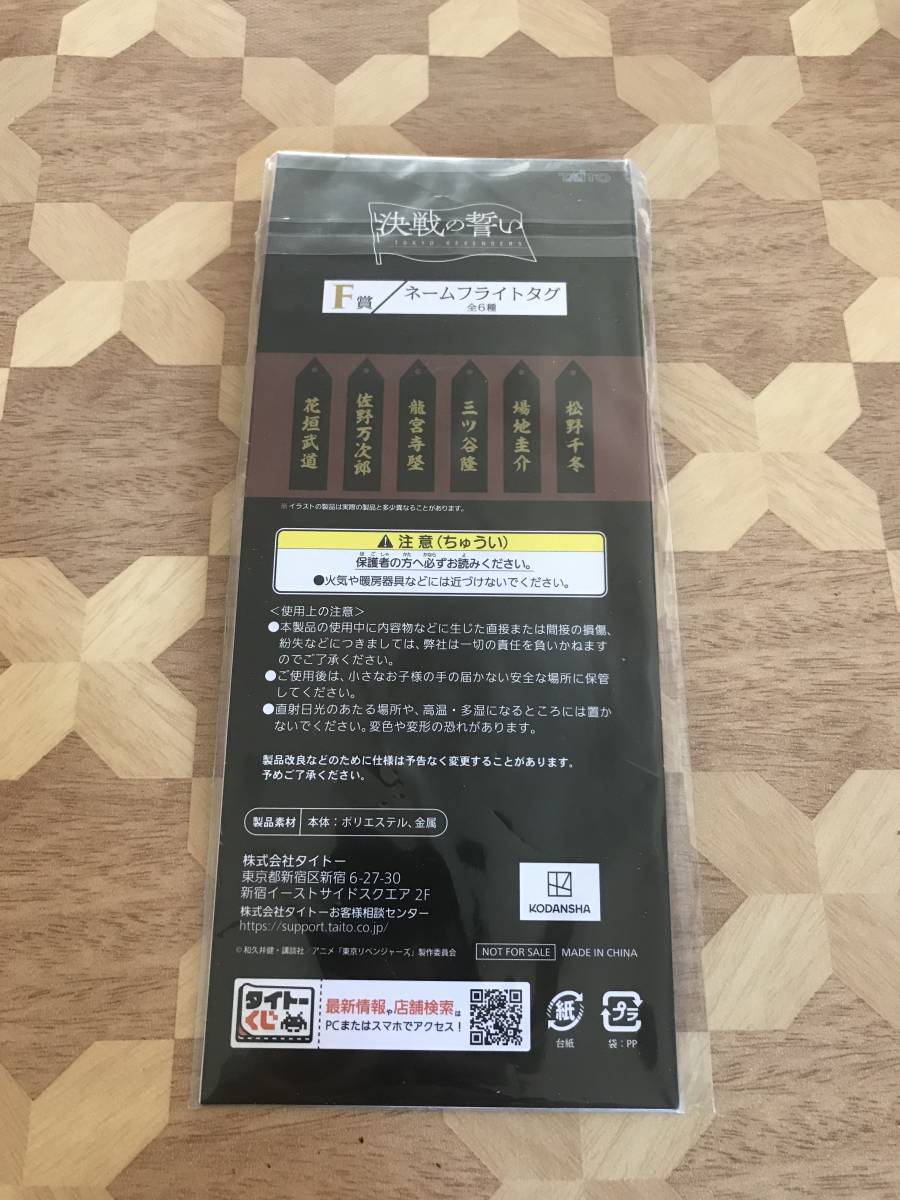 TAITO
決戦の誓い
TOKYO REVENGERS
F賞/ネームフライトタグ
全6種
花垣武道
佐野万次郎
龍宮寺堅
三ツ谷隆
場地圭介
松野千冬
※イラストの製品は実際の製品と多少異なることがあります。
注意(ちゅうい)
ほごしゃ かた かなら よ
保護者の方へ必ずお読みください。
●火気や暖房器具などには近づけないでください。
<使用上の注意>
●本製品の使用中に内容物などに生じた直接または間接の損傷、
紛失などにつきましては、弊社は一切の責任を負いかねます
のでご了承ください。
●ご使用後は、小さなお子様の手の届かない安全な場所に保管
してください。
●直射日光のあたる場所や、高温・多湿になるところには置か
ないでください。変色や変形の恐れがあります。
製品改良などのために仕様は予告なく変更することがあります。
予めご了承ください。
製品素材 本体:ポリエステル、金属
株式会社タイトー
東京都新宿区新宿 6-27-30
新宿イーストサイドスクエア 2F
株式会社タイトーお客様相談センター
https://support.taito.co.jp/
KODANSHA
© 和久井健・講談社/アニメ「東京リベンジャーズ」製作委員会
NOT FOR SALE MADE IN CHINA
タイトーくじ
最新情報や店舗検索は
PCまたはスマホでアクセス!
紙
台紙
プラ
袋:PP